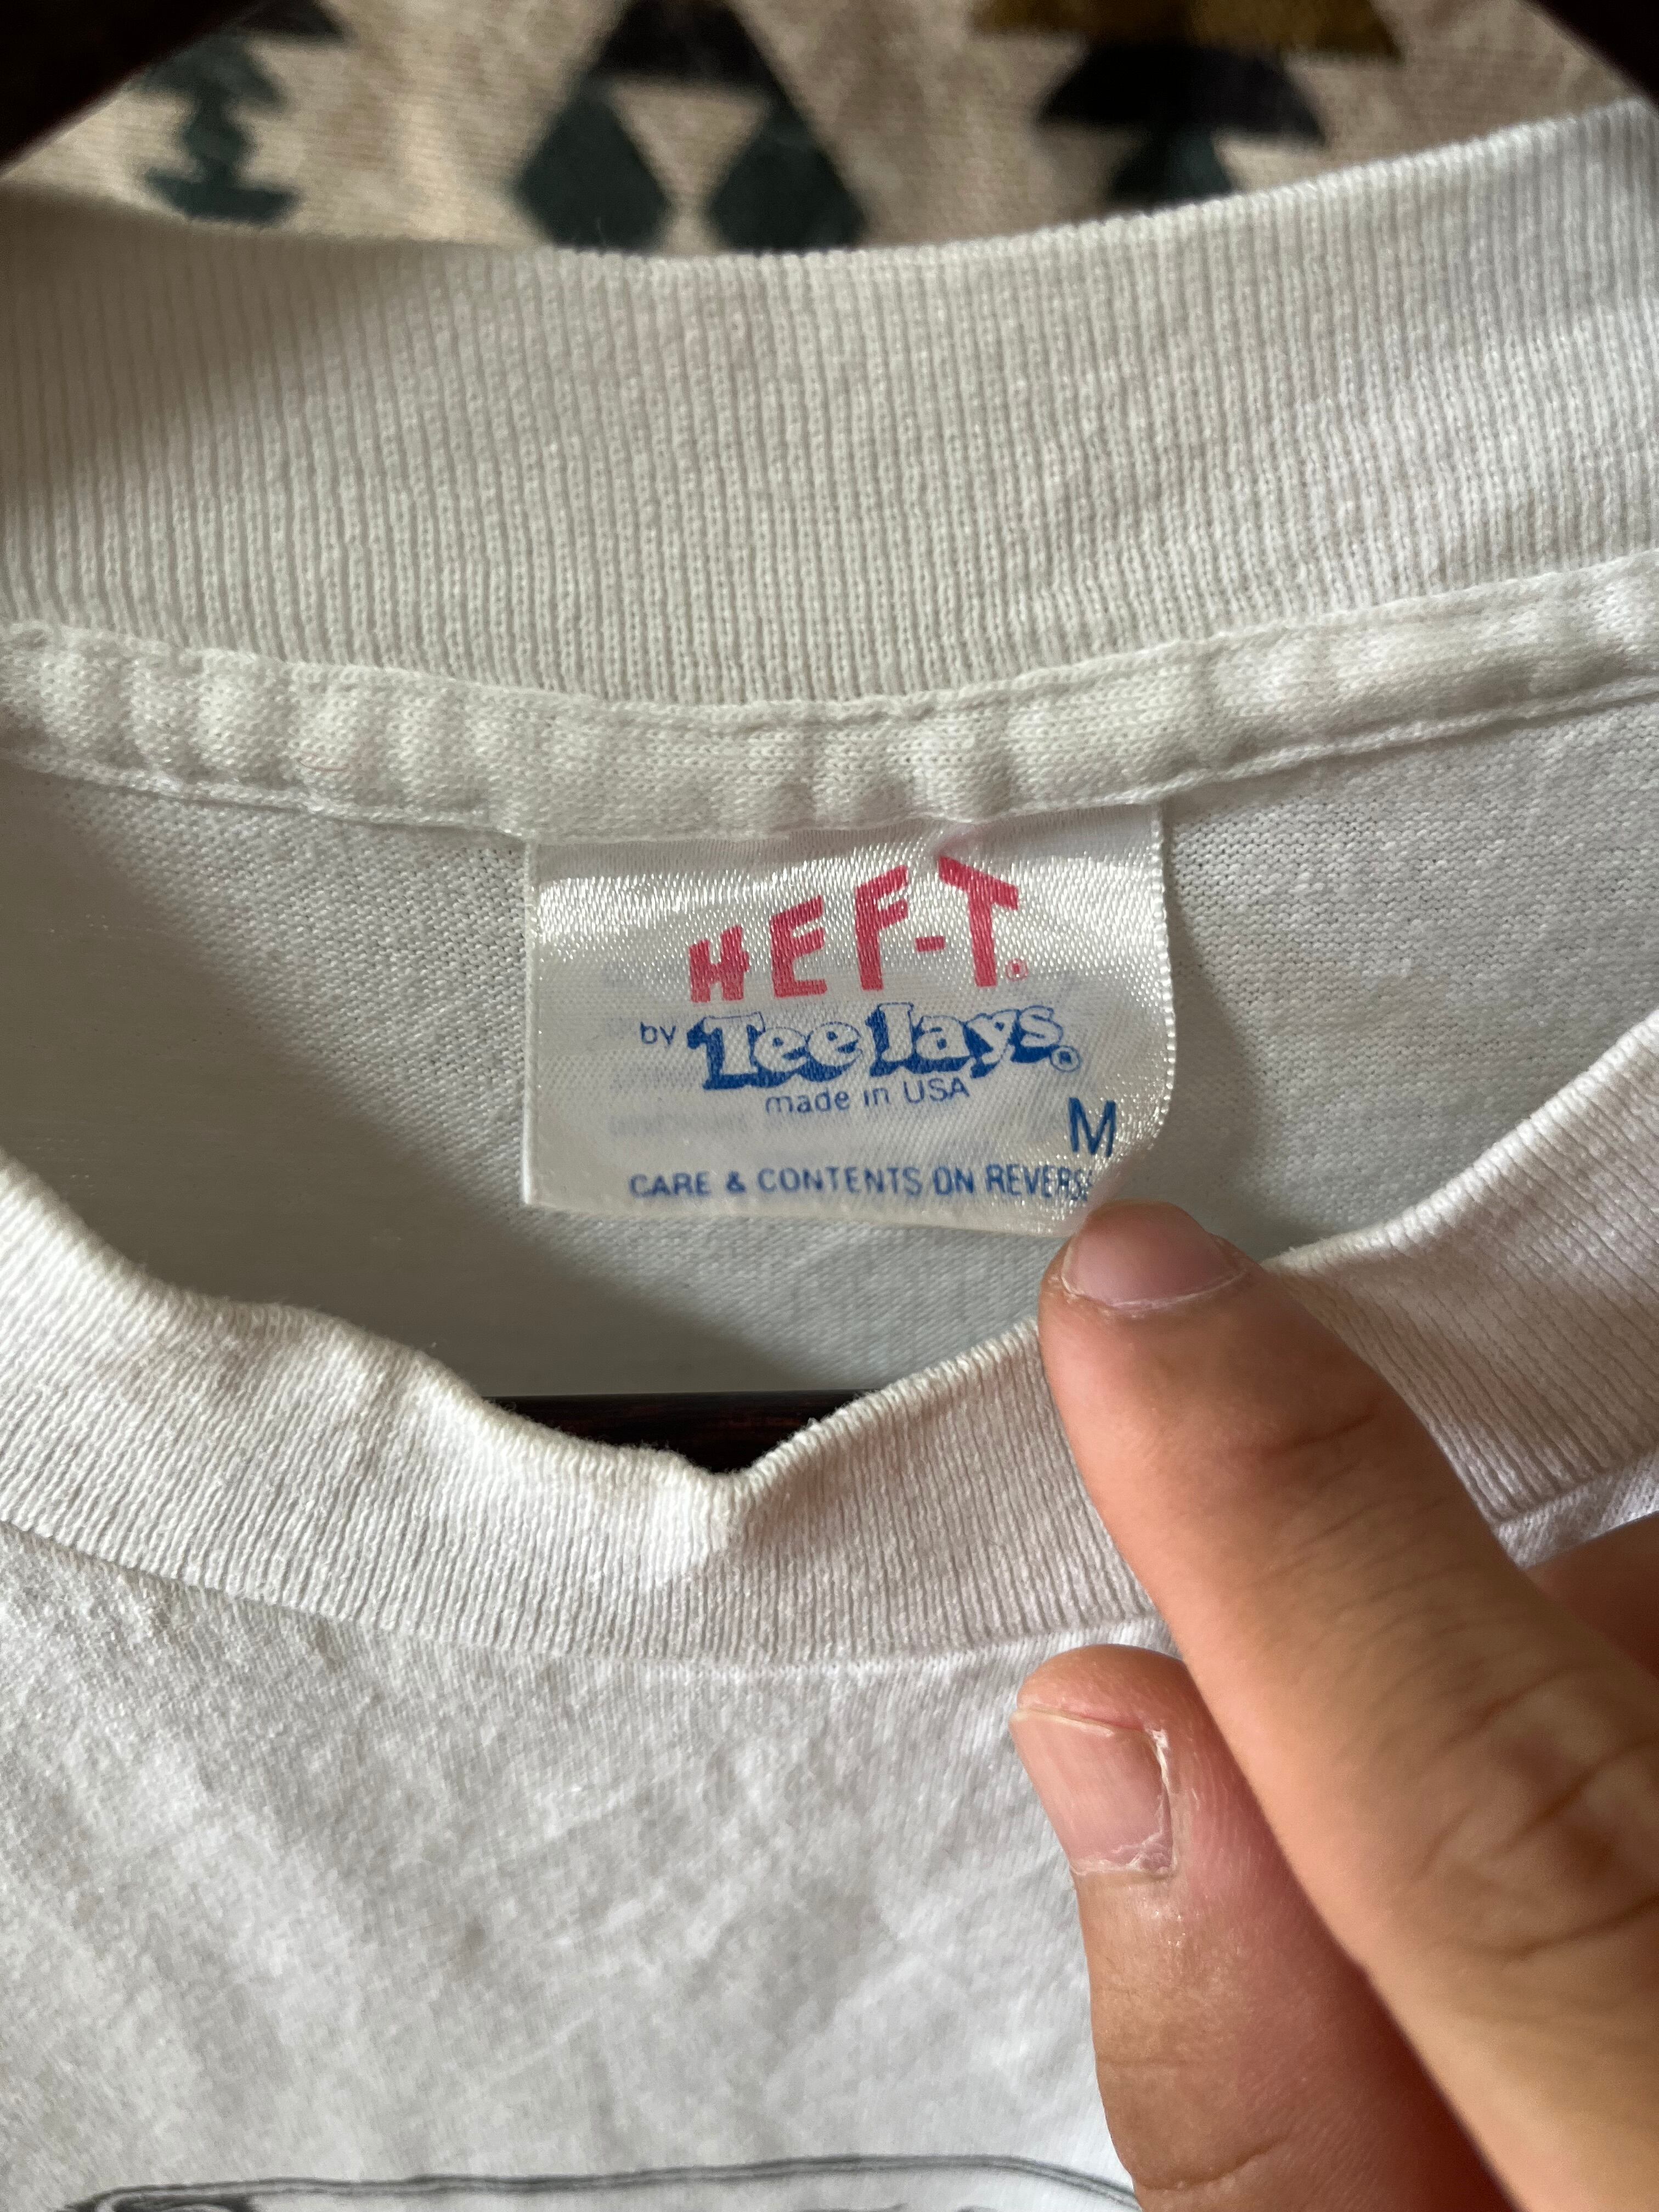 HEF-T®
by Tee Jays®
made in USA
M
CARE & CONTENTS ON REVERSE